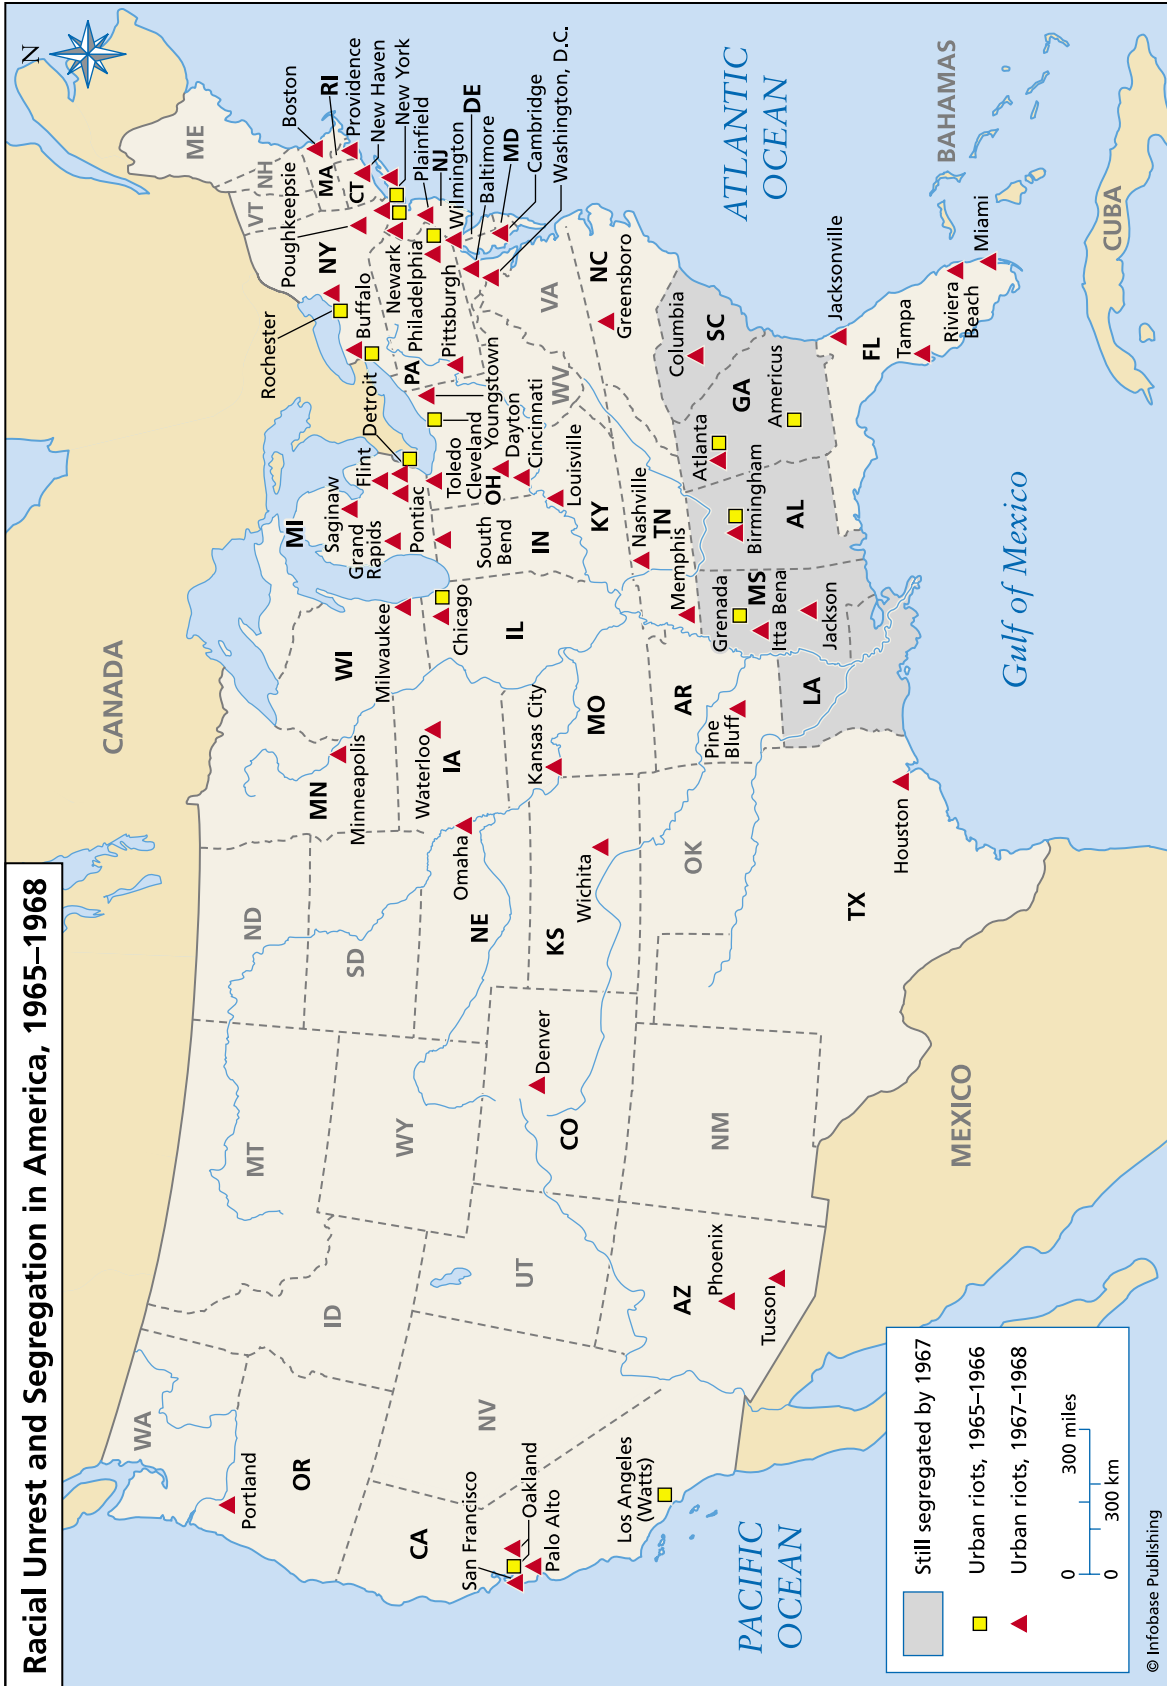 Racial Unrest and Segregation in America, 1965–1968
N
CANADA
WA
Portland
OR
ID
MT
ND
SD
WY
MN
Minneapolis
WI
Milwaukee
MI
Saginaw
Grand
Rapids
Flint
Pontiac
Detroit
Rochester
Buffalo
NY
Poughkeepsie
VT
NH
ME
Boston
MA
RI
Providence
CT
New Haven
New York
Newark
Plainfield
NJ
Philadelphia
Wilmington
DE
Baltimore
MD
Cambridge
Washington, D.C.
PA
Pittsburgh
Youngstown
Cleveland
Toledo
OH
Dayton
Cincinnati
South
Bend
IN
Chicago
IL
Waterloo
IA
Omaha
NE
CA
San Francisco
Oakland
Palo Alto
Los Angeles
(Watts)
NV
UT
Denver
CO
KS
Wichita
Kansas City
MO
Louisville
KY
WV
VA
Nashville
TN
Memphis
NC
Greensboro
AZ
Phoenix
Tucson
NM
OK
TX
Houston
AR
Pine
Bluff
LA
Grenada
MS
Itta Bena
Jackson
Birmingham
AL
Atlanta
GA
Americus
Columbia
SC
Jacksonville
FL
Tampa
Riviera
Beach
Miami
PACIFIC
OCEAN
ATLANTIC
OCEAN
Gulf of Mexico
MEXICO
BAHAMAS
CUBA
Still segregated by 1967
Urban riots, 1965–1966
Urban riots, 1967–1968
0
300 miles
0
300 km
© Infobase Publishing